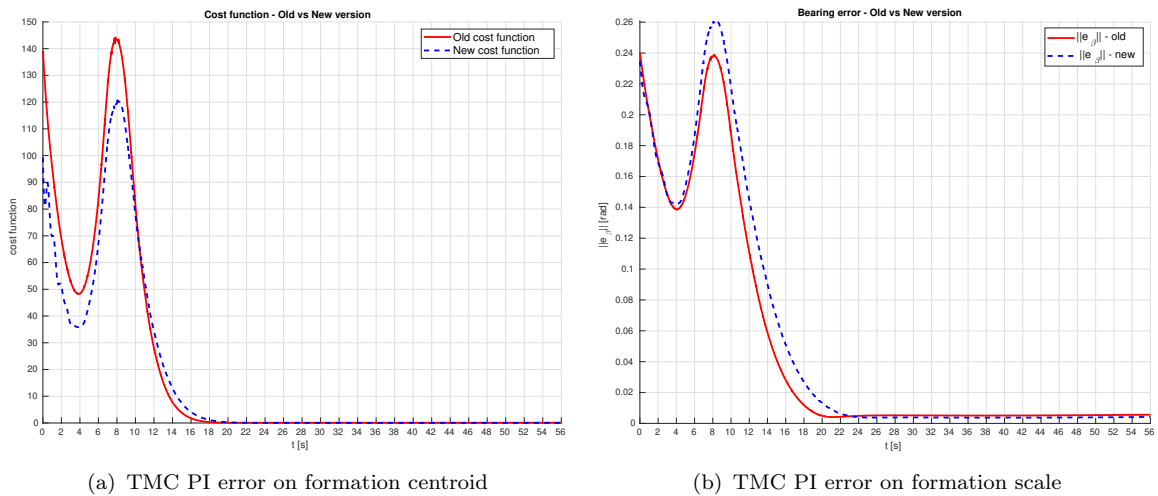 Cost function - Old vs New version
Old cost function
New cost function
150
140
130
120
110
100
90
80
70
60
50
40
30
20
10
0
cost function
0 2 4 6 8 10 12 14 16 18 20 22 24 26 28 30 32 34 36 38 40 42 44 46 48 50 52 54 56
t [s]
(a) TMC PI error on formation centroid
Bearing error - Old vs New version
||e β|| - old
||e β|| - new
0.26
0.24
0.22
0.2
0.18
0.16
0.14
0.12
0.1
0.08
0.06
0.04
0.02
0
||e β|| [rad]
0 2 4 6 8 10 12 14 16 18 20 22 24 26 28 30 32 34 36 38 40 42 44 46 48 50 52 54 56
t [s]
(b) TMC PI error on formation scale